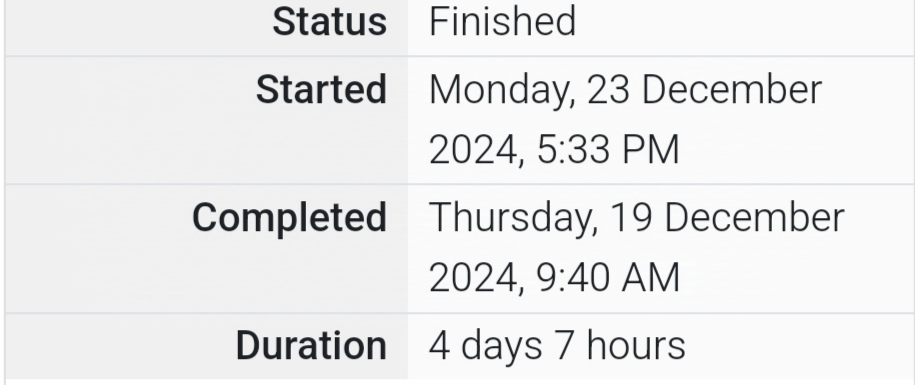 Status Finished
Started Monday, 23 December
2024, 5:33 PM
Completed Thursday, 19 December
2024, 9:40 AM
Duration 4 days 7 hours